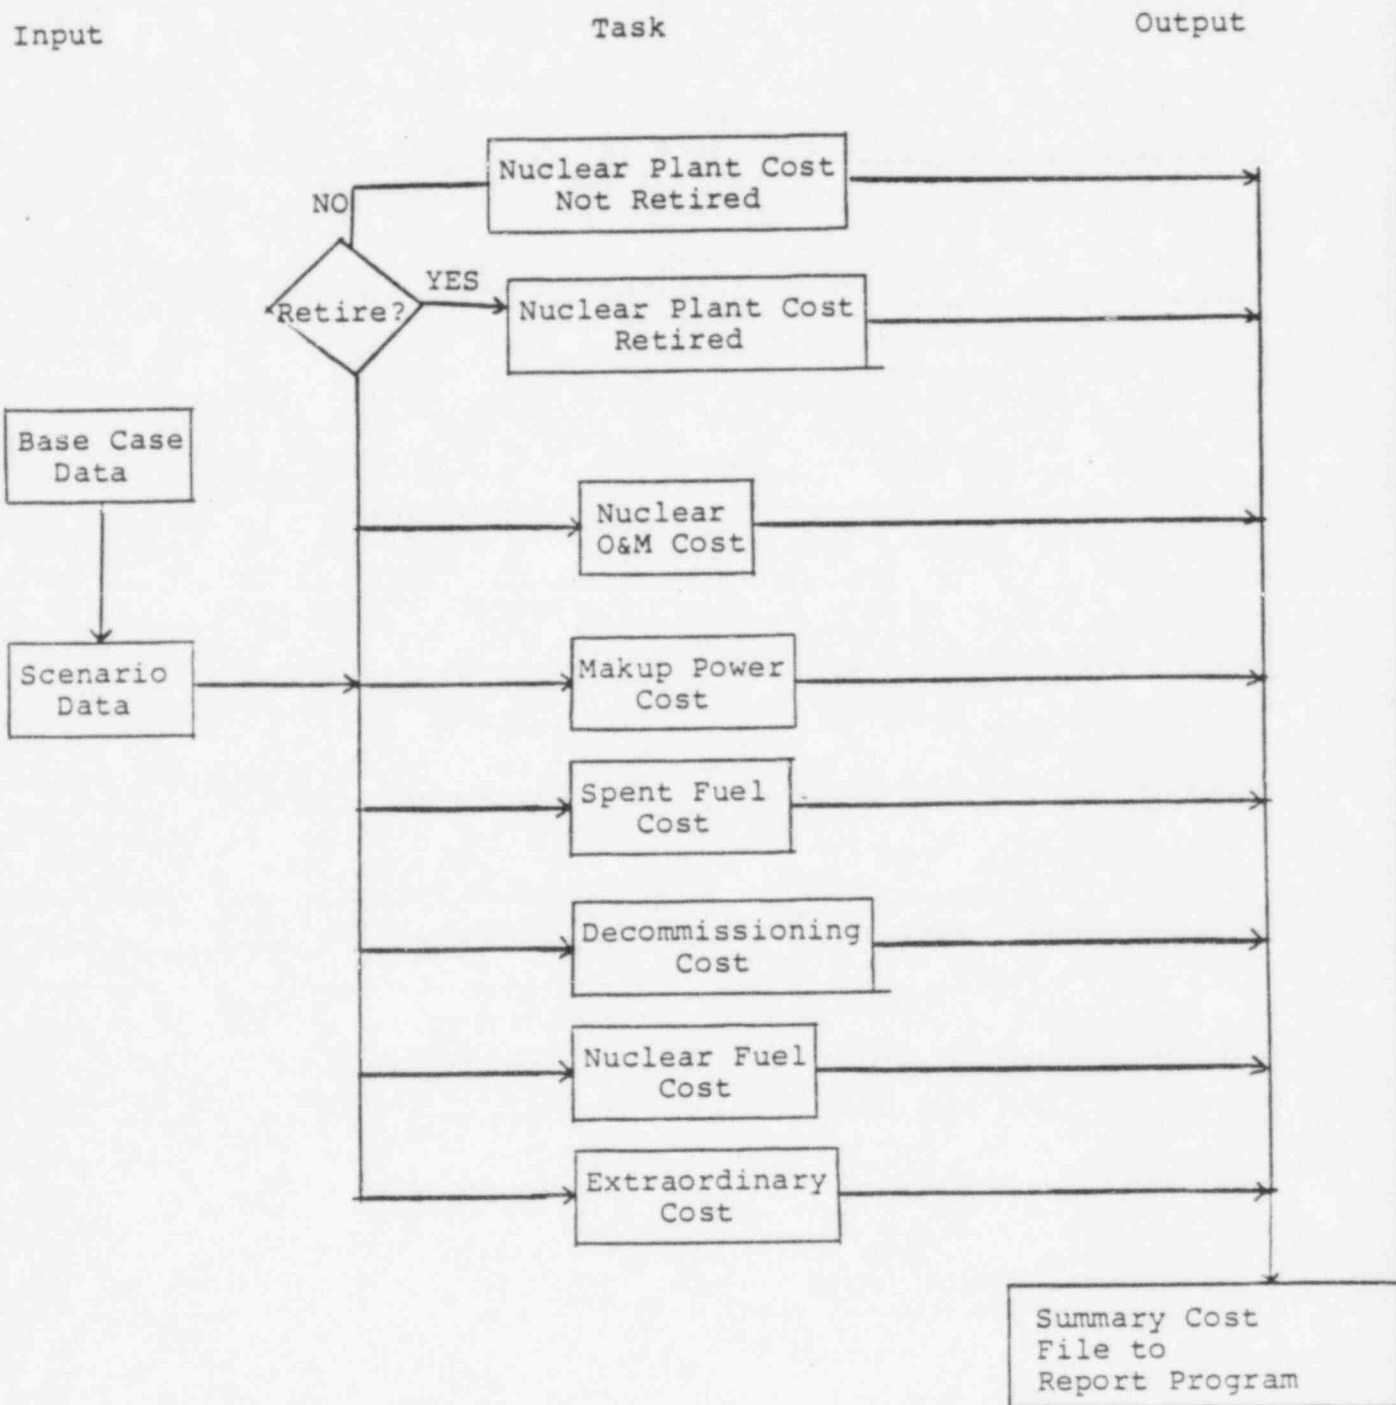 Input
Task
Output
Nuclear Plant Cost
Not Retired
NO
YES
Retire?
Nuclear Plant Cost
Retired
Base Case
Data
Nuclear
O&M Cost
Scenario
Data
Makup Power
Cost
Spent Fuel
Cost
Decommissioning
Cost
Nuclear Fuel
Cost
Extraordinary
Cost
Summary Cost
File to
Report Program